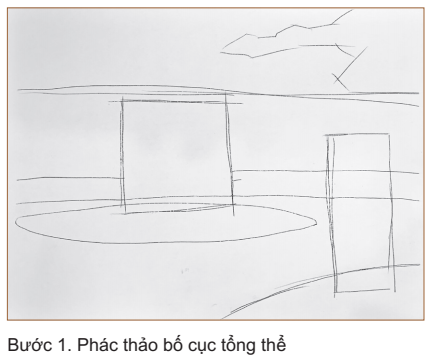 Bước 1. Phác thảo bố cục tổng thể